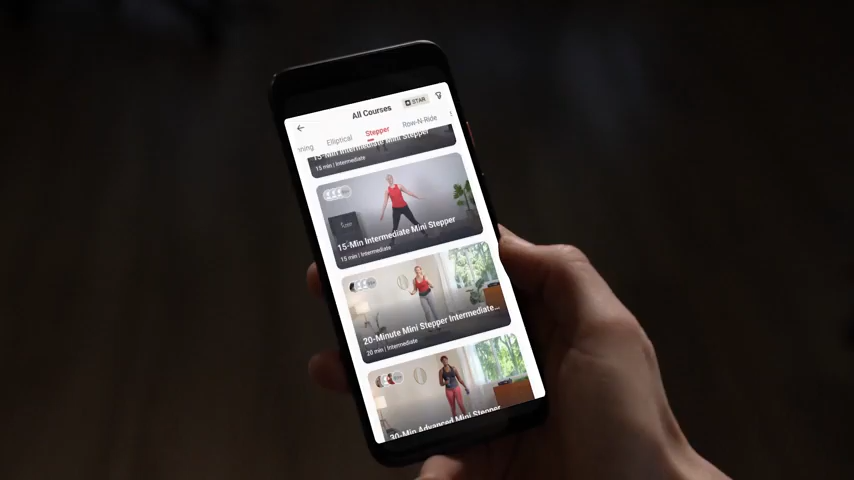 All Courses
STAR
nning Elliptical Stepper Row-N-Ride
15-Min Intermediate Mini Stepper
15 min | Intermediate
15-Min Intermediate Mini Stepper
15 min | Intermediate
20-Minute Mini Stepper Intermediate...
20 min | Intermediate
30-Min Advanced Mini Stepper